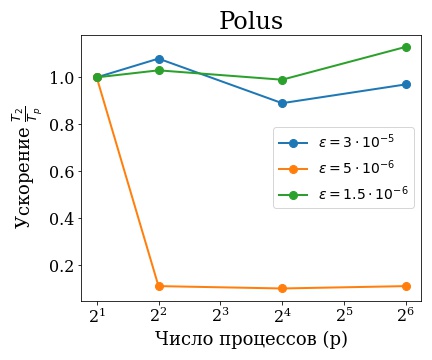 Polus
Ускорение $\frac{T_2}{T_p}$
1.0
0.8
0.6
0.4
0.2
$\varepsilon = 3 \cdot 10^{-5}$
$\varepsilon = 5 \cdot 10^{-6}$
$\varepsilon = 1.5 \cdot 10^{-6}$
$2^1$ $2^2$ $2^3$ $2^4$ $2^5$ $2^6$
Число процессов (p)